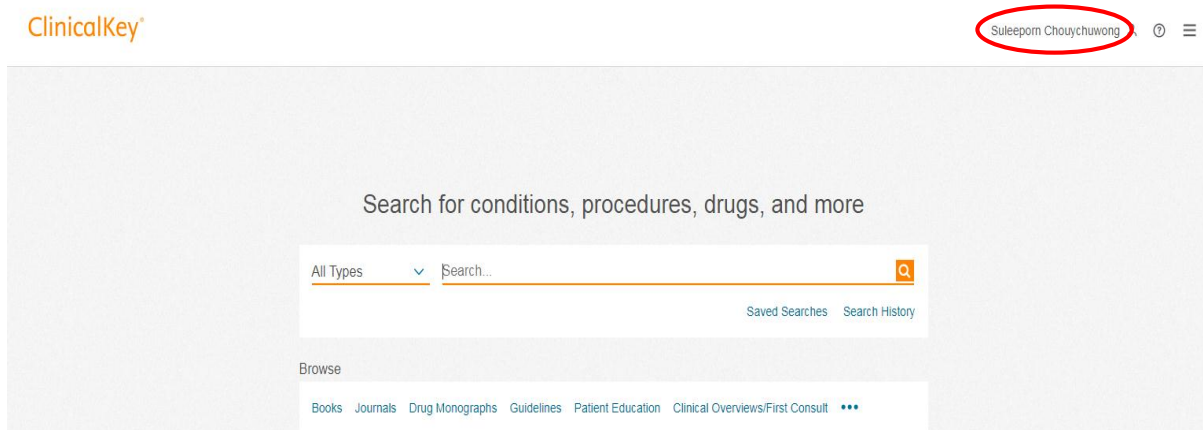 ClinicalKey®
Suleeporn Chouychuwong
Search for conditions, procedures, drugs, and more
All Types Search...
Saved Searches Search History
Browse
Books Journals Drug Monographs Guidelines Patient Education Clinical Overviews/First Consult •••